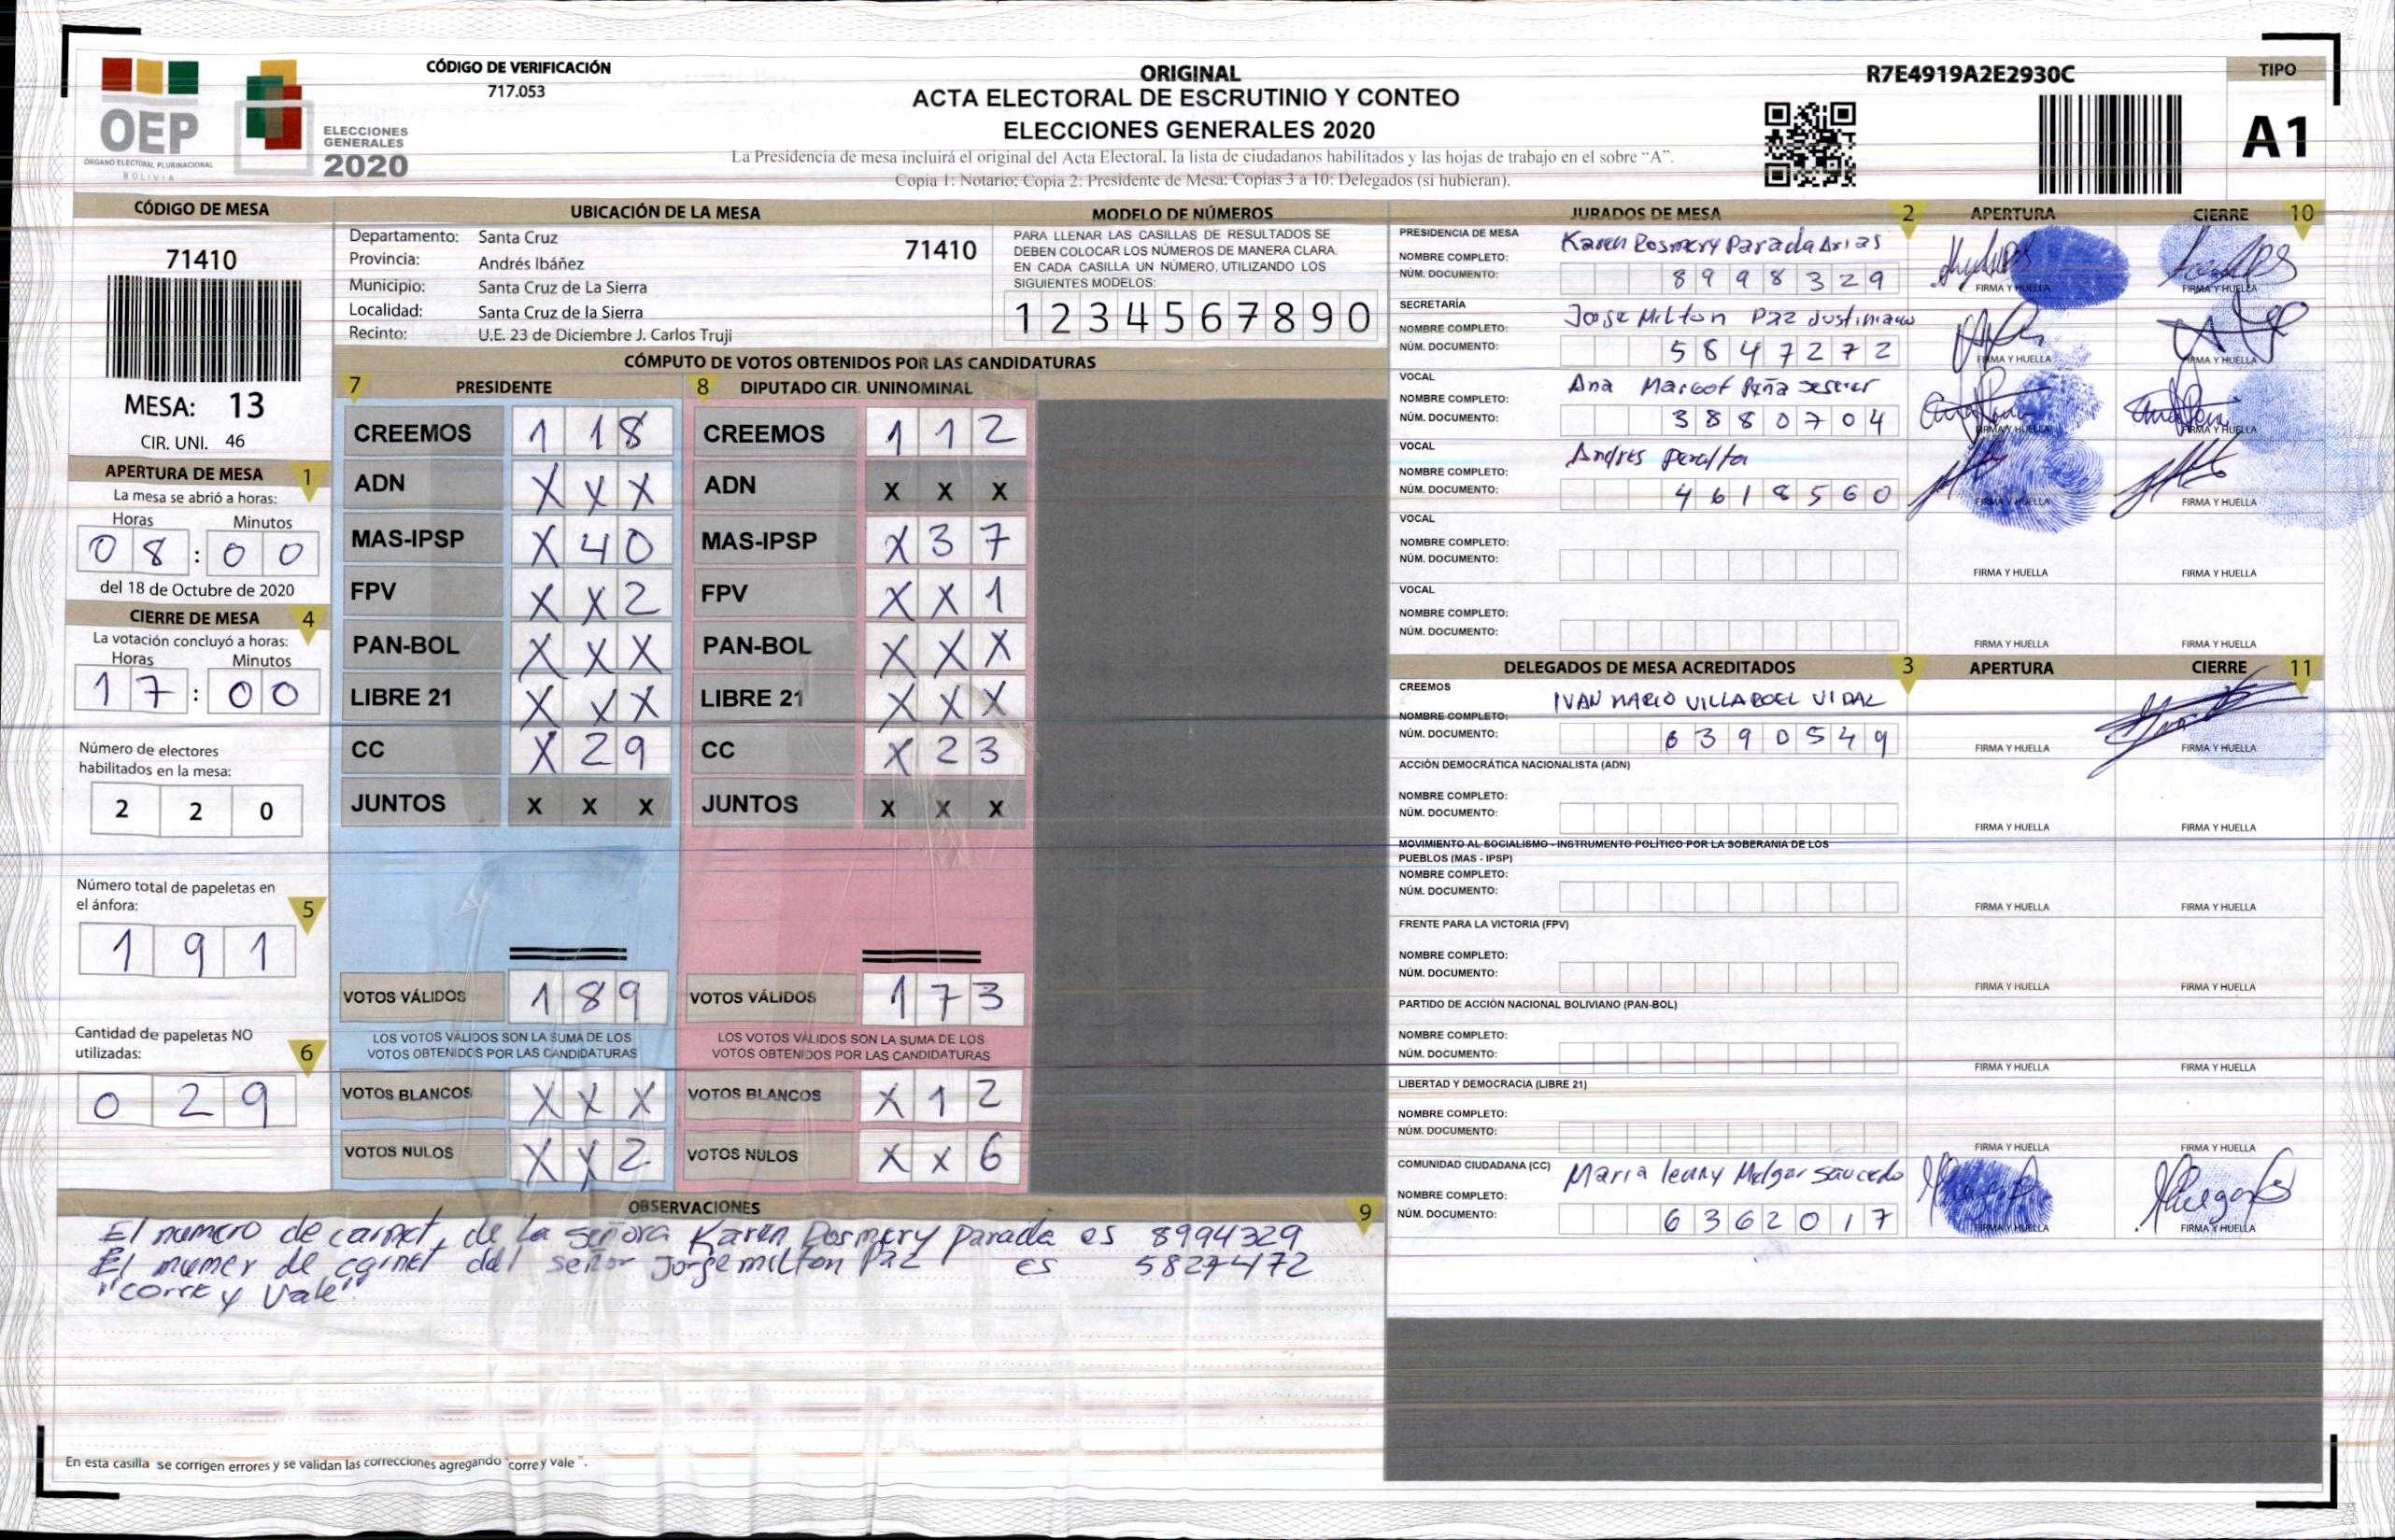 OEP
ÓRGANO ELECTORAL PLURINACIONAL
BOLIVIA
ELECCIONES
GENERALES
2020
CÓDIGO DE VERIFICACIÓN
717.053
ORIGINAL
ACTA ELECTORAL DE ESCRUTINIO Y CONTEO
ELECCIONES GENERALES 2020
La Presidencia de mesa incluirá el original del Acta Electoral, la lista de ciudadanos habilitados y las hojas de trabajo en el sobre "A".
Copia 1: Notario; Copia 2: Presidente de Mesa; Copias 3 a 10: Delegados (si hubieran).
R7E4919A2E2930C
TIPO
A1
CÓDIGO DE MESA
71410
MESA: 13
CIR. UNI. 46
APERTURA DE MESA 1
La mesa se abrió a horas:
Horas Minutos
0 8 : 0 0
del 18 de Octubre de 2020
CIERRE DE MESA 4
La votación concluyó a horas:
Horas Minutos
1 7 : 0 0
Número de electores
habilitados en la mesa:
2 2 0
Número total de papeletas en
el ánfora: 5
1 9 1
Cantidad de papeletas NO
utilizadas: 6
0 2 9
UBICACIÓN DE LA MESA
Departamento: Santa Cruz 71410
Provincia: Andrés Ibáñez
Municipio: Santa Cruz de La Sierra
Localidad: Santa Cruz de la Sierra
Recinto: U.E. 23 de Diciembre J. Carlos Truji
MODELO DE NÚMEROS
PARA LLENAR LAS CASILLAS DE RESULTADOS SE
DEBEN COLOCAR LOS NÚMEROS DE MANERA CLARA.
EN CADA CASILLA UN NÚMERO, UTILIZANDO LOS
SIGUIENTES MODELOS:
1 2 3 4 5 6 7 8 9 0
CÓMPUTO DE VOTOS OBTENIDOS POR LAS CANDIDATURAS
7 PRESIDENTE 8 DIPUTADO CIR. UNINOMINAL
CREEMOS 1 1 8 CREEMOS 1 1 2
ADN X X X ADN X X X
MAS-IPSP X 4 0 MAS-IPSP X 3 7
FPV X X 2 FPV X X 1
PAN-BOL X X X PAN-BOL X X X
LIBRE 21 X X X LIBRE 21 X X X
CC X 2 9 CC X 2 3
JUNTOS X X X JUNTOS X X X
VOTOS VÁLIDOS 1 8 9 VOTOS VÁLIDOS 1 7 3
LOS VOTOS VÁLIDOS SON LA SUMA DE LOS LOS VOTOS VÁLIDOS SON LA SUMA DE LOS
VOTOS OBTENIDOS POR LAS CANDIDATURAS VOTOS OBTENIDOS POR LAS CANDIDATURAS
VOTOS BLANCOS X X X VOTOS BLANCOS X 1 2
VOTOS NULOS X X 2 VOTOS NULOS X X 6
OBSERVACIONES 9
El numero de carnet de la señora Karen Rosmery Parada es 8994329
El numer de carnet del señor Jorge milton Paz es 5827472
"corre y Vale"
En esta casilla se corrigen errores y se validan las correcciones agregando "corre y vale".
JURADOS DE MESA 2 APERTURA CIERRE 10
PRESIDENCIA DE MESA
NOMBRE COMPLETO: Karen Rosmery Parada Arias
NÚM. DOCUMENTO: 8 9 9 8 3 2 9 FIRMA Y HUELLA FIRMA Y HUELLA
SECRETARÍA
NOMBRE COMPLETO: Jorge Milton Paz Justiniano
NÚM. DOCUMENTO: 5 8 4 7 2 7 2 FIRMA Y HUELLA FIRMA Y HUELLA
VOCAL
NOMBRE COMPLETO: Ana Margot Peña
NÚM. DOCUMENTO: 3 8 8 0 7 0 4 FIRMA Y HUELLA FIRMA Y HUELLA
VOCAL
NOMBRE COMPLETO: Andres Peralta
NÚM. DOCUMENTO: 4 6 1 8 5 6 0 FIRMA Y HUELLA FIRMA Y HUELLA
VOCAL
NOMBRE COMPLETO:
NÚM. DOCUMENTO: FIRMA Y HUELLA FIRMA Y HUELLA
VOCAL
NOMBRE COMPLETO:
NÚM. DOCUMENTO: FIRMA Y HUELLA FIRMA Y HUELLA
DELEGADOS DE MESA ACREDITADOS 3 APERTURA CIERRE 11
CREEMOS
NOMBRE COMPLETO: IVAN MARIO VILLAROEL VIDAL
NÚM. DOCUMENTO: 6 3 9 0 5 4 9 FIRMA Y HUELLA FIRMA Y HUELLA
ACCIÓN DEMOCRÁTICA NACIONALISTA (ADN)
NOMBRE COMPLETO:
NÚM. DOCUMENTO: FIRMA Y HUELLA FIRMA Y HUELLA
MOVIMIENTO AL SOCIALISMO - INSTRUMENTO POLÍTICO POR LA SOBERANÍA DE LOS
PUEBLOS (MAS - IPSP)
NOMBRE COMPLETO:
NÚM. DOCUMENTO: FIRMA Y HUELLA FIRMA Y HUELLA
FRENTE PARA LA VICTORIA (FPV)
NOMBRE COMPLETO:
NÚM. DOCUMENTO: FIRMA Y HUELLA FIRMA Y HUELLA
PARTIDO DE ACCIÓN NACIONAL BOLIVIANO (PAN-BOL)
NOMBRE COMPLETO:
NÚM. DOCUMENTO: FIRMA Y HUELLA FIRMA Y HUELLA
LIBERTAD Y DEMOCRACIA (LIBRE 21)
NOMBRE COMPLETO:
NÚM. DOCUMENTO: FIRMA Y HUELLA FIRMA Y HUELLA
COMUNIDAD CIUDADANA (CC)
NOMBRE COMPLETO: Maria lenny Melgar Saucedo
NÚM. DOCUMENTO: 6 3 6 2 0 1 7 FIRMA Y HUELLA FIRMA Y HUELLA